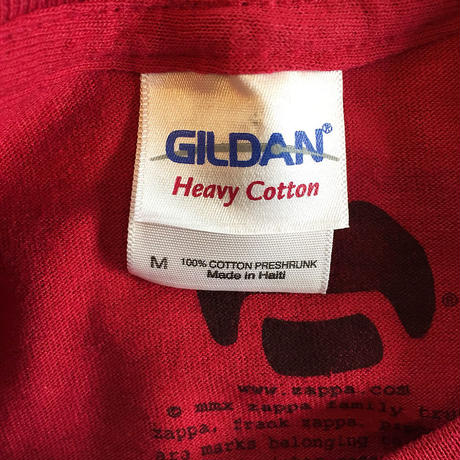 GILDAN®
Heavy Cotton
M 100% COTTON PRESHRUNK
Made in Haiti
®
www.zappa.com
© mmx zappa family
zappa, frank zappa.
are marks belonging